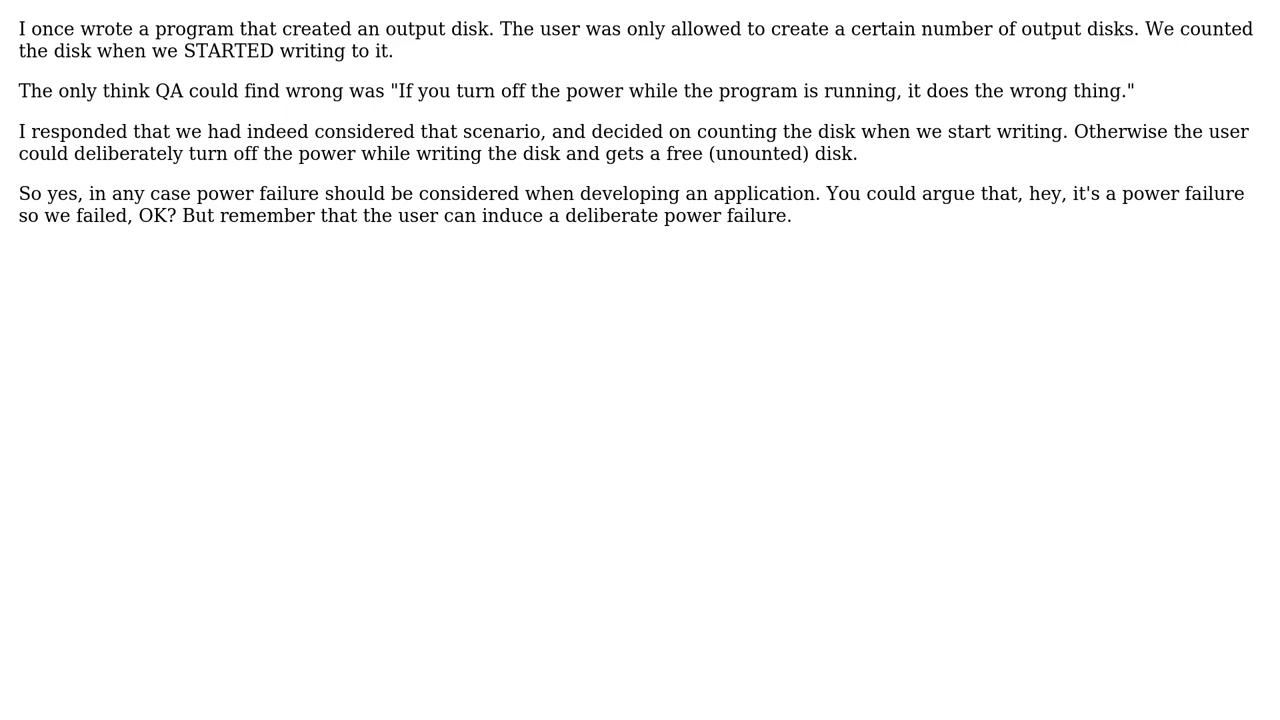 I once wrote a program that created an output disk. The user was only allowed to create a certain number of output disks. We counted
the disk when we STARTED writing to it.
The only think QA could find wrong was "If you turn off the power while the program is running, it does the wrong thing."
I responded that we had indeed considered that scenario, and decided on counting the disk when we start writing. Otherwise the user
could deliberately turn off the power while writing the disk and gets a free (unounted) disk.
So yes, in any case power failure should be considered when developing an application. You could argue that, hey, it's a power failure
so we failed, OK? But remember that the user can induce a deliberate power failure.